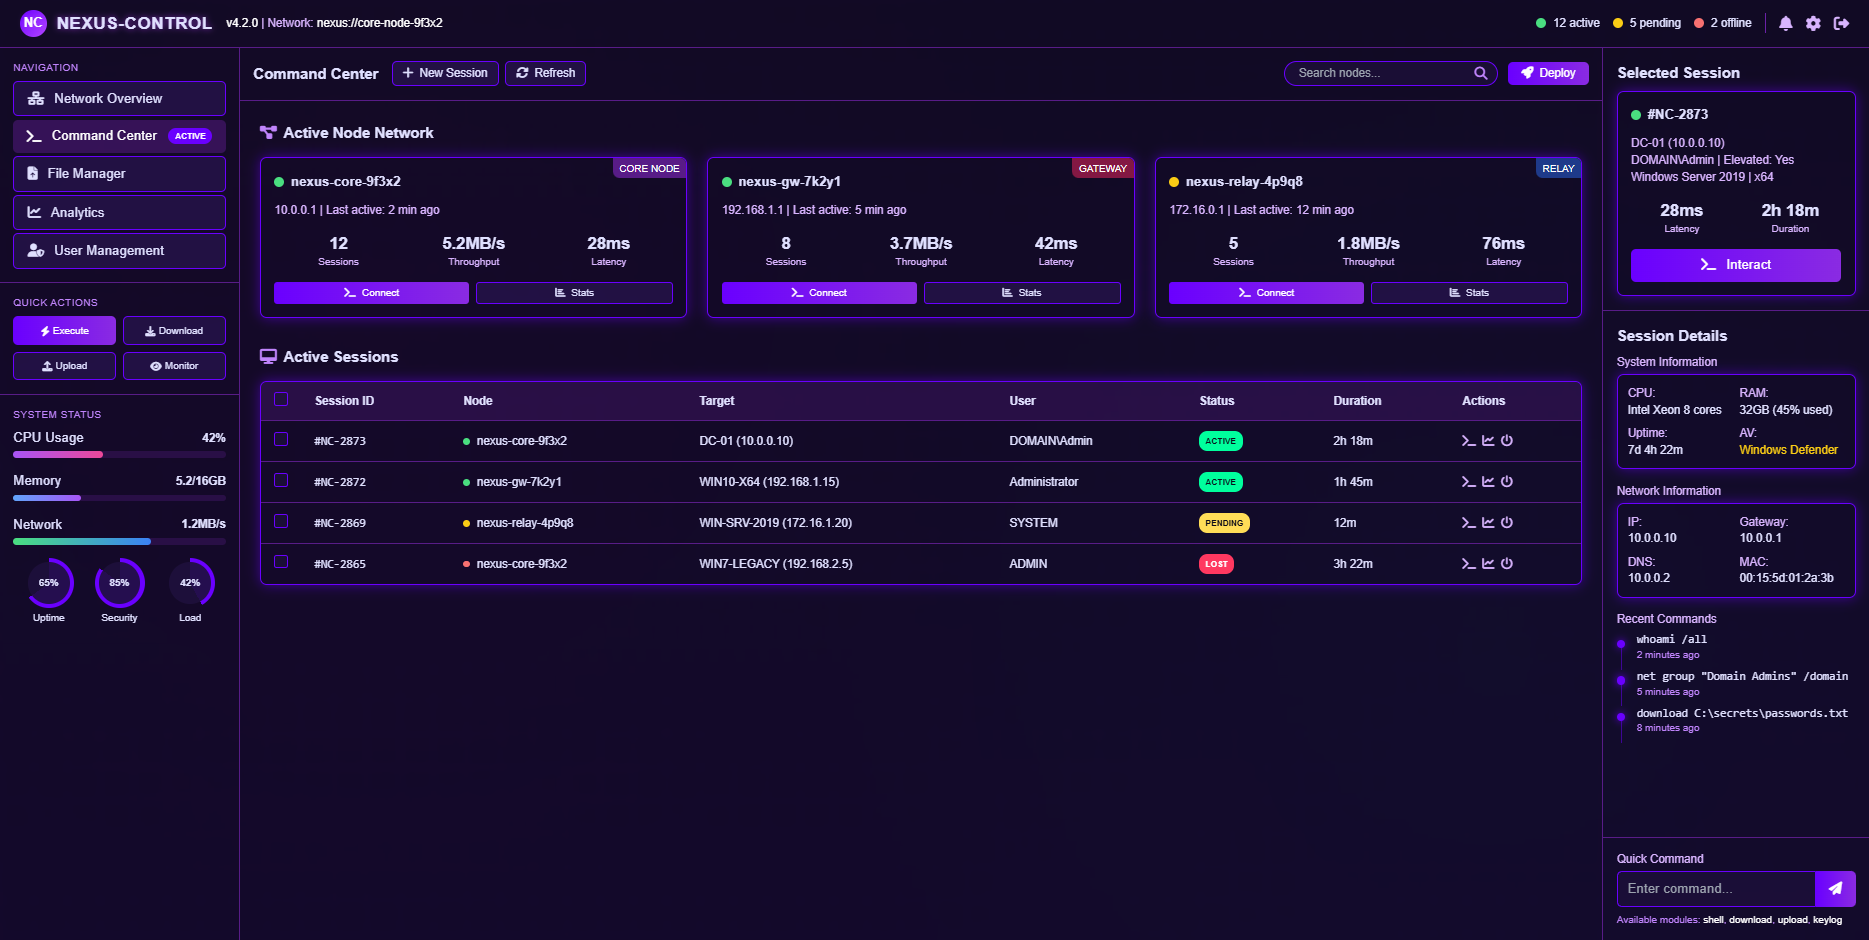 NC NEXUS-CONTROL v4.2.0 | Network: nexus://core-node-9f3x2
12 active 5 pending 2 offline
NAVIGATION
Network Overview
Command Center ACTIVE
File Manager
Analytics
User Management
QUICK ACTIONS
Execute Download
Upload Monitor
SYSTEM STATUS
CPU Usage 42%
Memory 5.2/16GB
Network 1.2MB/s
65% 85% 42%
Uptime Security Load
Command Center New Session Refresh Search nodes... Deploy
Active Node Network
CORE NODE
nexus-core-9f3x2
10.0.0.1 | Last active: 2 min ago
12 5.2MB/s 28ms
Sessions Throughput Latency
Connect Stats
GATEWAY
nexus-gw-7k2y1
192.168.1.1 | Last active: 5 min ago
8 3.7MB/s 42ms
Sessions Throughput Latency
Connect Stats
RELAY
nexus-relay-4p9q8
172.16.0.1 | Last active: 12 min ago
5 1.8MB/s 76ms
Sessions Throughput Latency
Connect Stats
Active Sessions
Session ID Node Target User Status Duration Actions
#NC-2873 nexus-core-9f3x2 DC-01 (10.0.0.10) DOMAIN\Admin ACTIVE 2h 18m
#NC-2872 nexus-gw-7k2y1 WIN10-X64 (192.168.1.15) Administrator ACTIVE 1h 45m
#NC-2869 nexus-relay-4p9q8 WIN-SRV-2019 (172.16.1.20) SYSTEM PENDING 12m
#NC-2865 nexus-core-9f3x2 WIN7-LEGACY (192.168.2.5) ADMIN LOST 3h 22m
Selected Session
#NC-2873
DC-01 (10.0.0.10)
DOMAIN\Admin | Elevated: Yes
Windows Server 2019 | x64
28ms 2h 18m
Latency Duration
Interact
Session Details
System Information
CPU: RAM:
Intel Xeon 8 cores 32GB (45% used)
Uptime: AV:
7d 4h 22m Windows Defender
Network Information
IP: Gateway:
10.0.0.10 10.0.0.1
DNS: MAC:
10.0.0.2 00:15:5d:01:2a:3b
Recent Commands
whoami /all
2 minutes ago
net group "Domain Admins" /domain
5 minutes ago
download C:\secrets\passwords.txt
8 minutes ago
Quick Command
Enter command...
Available modules: shell, download, upload, keylog